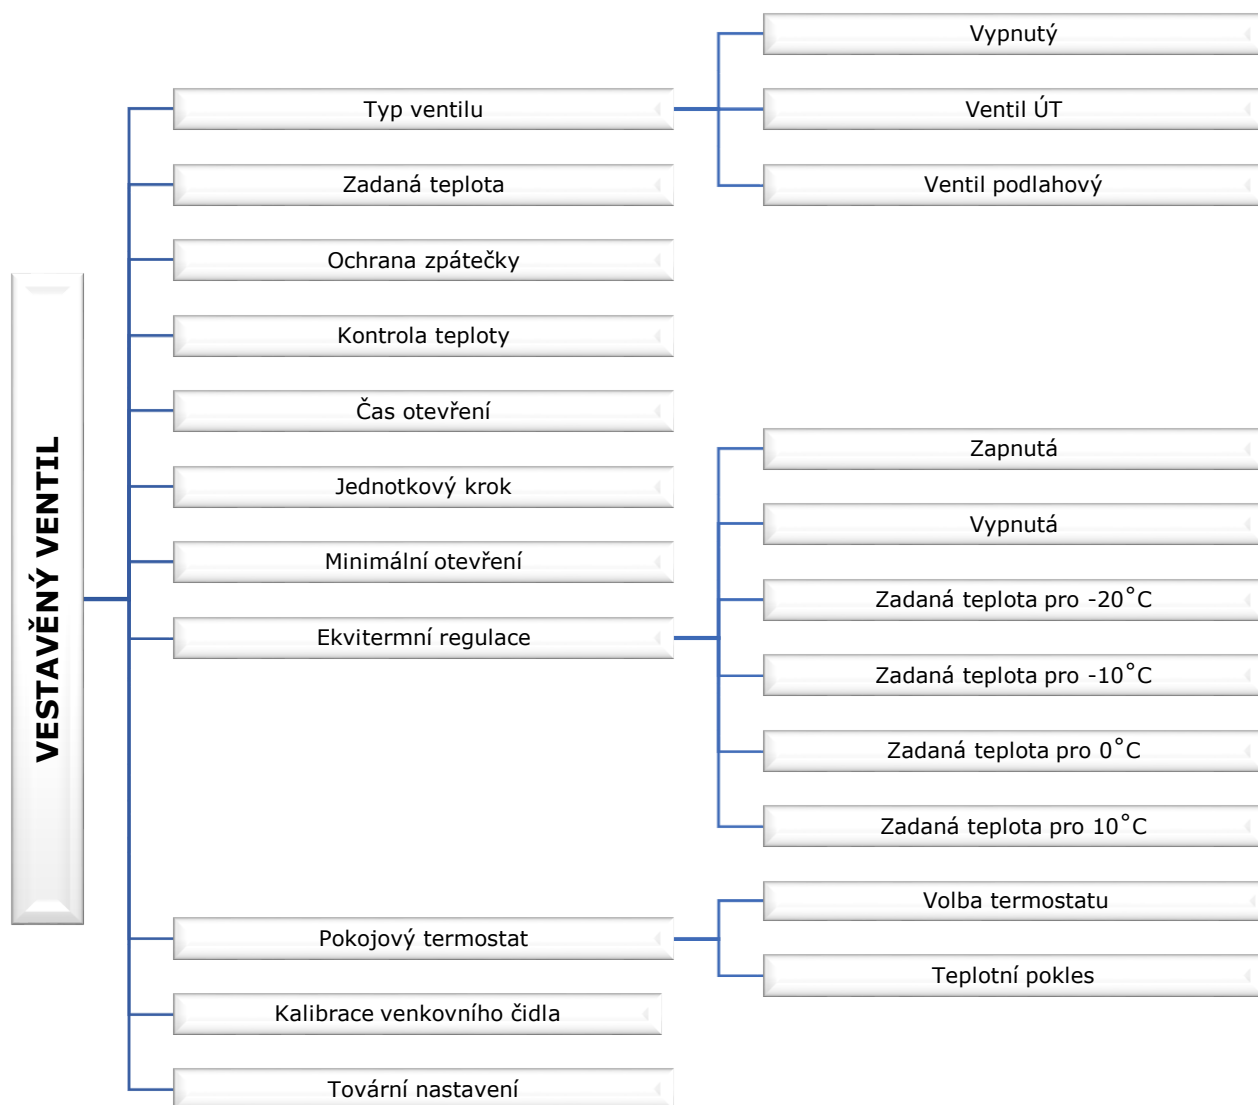 VESTAVĚNÝ VENTIL
Typ ventilu
Vypnutý
Ventil ÚT
Ventil podlahový
Zadaná teplota
Ochrana zpátečky
Kontrola teploty
Čas otevření
Jednotkový krok
Minimální otevření
Ekvitermní regulace
Zapnutá
Vypnutá
Zadaná teplota pro -20˚C
Zadaná teplota pro -10˚C
Zadaná teplota pro 0˚C
Zadaná teplota pro 10˚C
Pokojový termostat
Volba termostatu
Teplotní pokles
Kalibrace venkovního čidla
Tovární nastavení